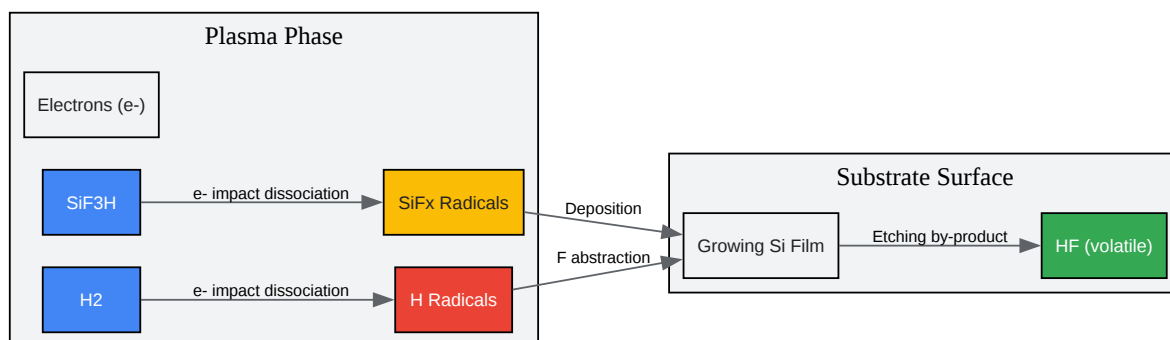 Plasma Phase
Electrons (e-)
SiF3H
e- impact dissociation
SiFx Radicals
H2
e- impact dissociation
H Radicals
Deposition
F abstraction
Substrate Surface
Growing Si Film
Etching by-product
HF (volatile)